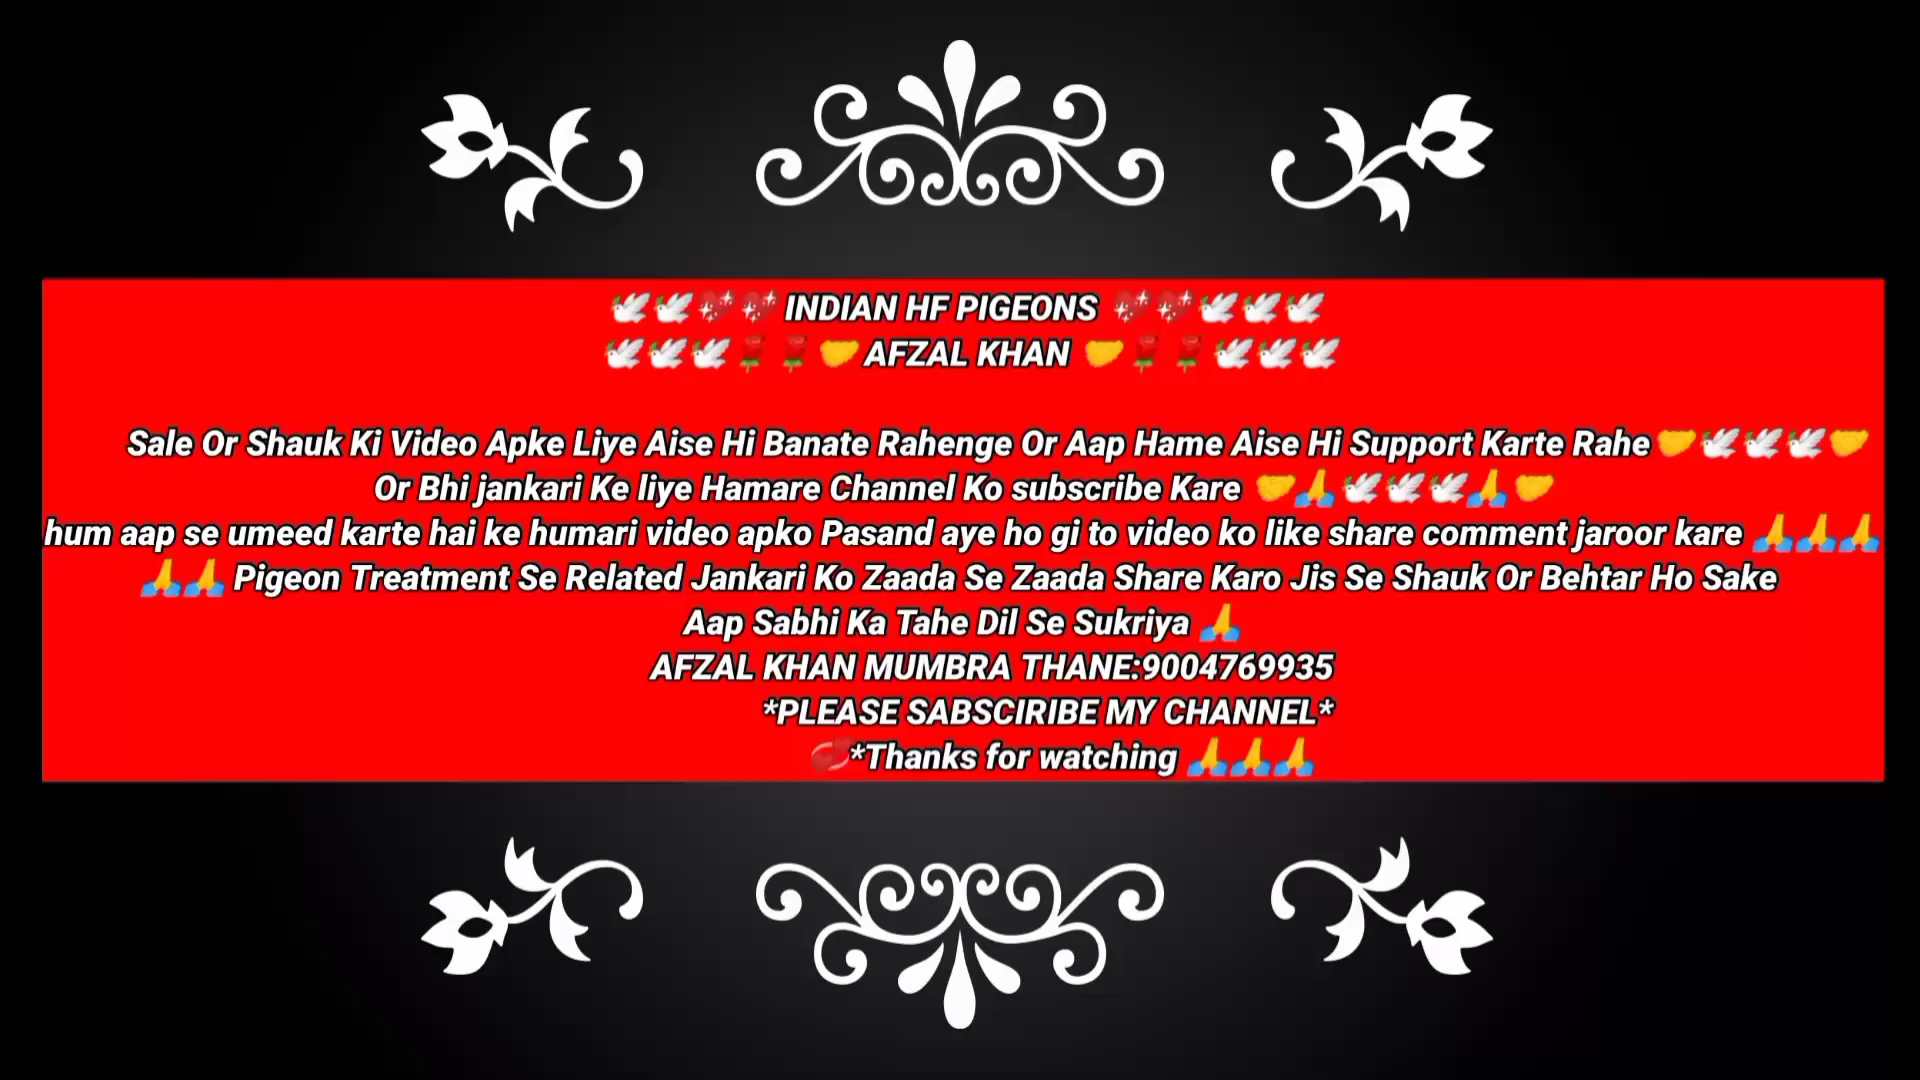 🕊️🕊️💖💖 INDIAN HF PIGEONS 💖💖🕊️🕊️🕊️
🕊️🕊️🕊️🌹🌹🤝 AFZAL KHAN 🤝🌹🌹🕊️🕊️🕊️
Sale Or Shauk Ki Video Apke Liye Aise Hi Banate Rahenge Or Aap Hame Aise Hi Support Karte Rahe 🤝🕊️🕊️🕊️🤝
Or Bhi jankari Ke liye Hamare Channel Ko subscribe Kare 🤝🙏🕊️🕊️🕊️🙏🤝
hum aap se umeed karte hai ke humari video apko Pasand aye ho gi to video ko like share comment jaroor kare 🙏🙏🙏
🙏🙏 Pigeon Treatment Se Related Jankari Ko Zaada Se Zaada Share Karo Jis Se Shauk Or Behtar Ho Sake
Aap Sabhi Ka Tahe Dil Se Sukriya 🙏
AFZAL KHAN MUMBRA THANE:9004769935
*PLEASE SABSCIRIBE MY CHANNEL*
💞*Thanks for watching 🙏🙏🙏